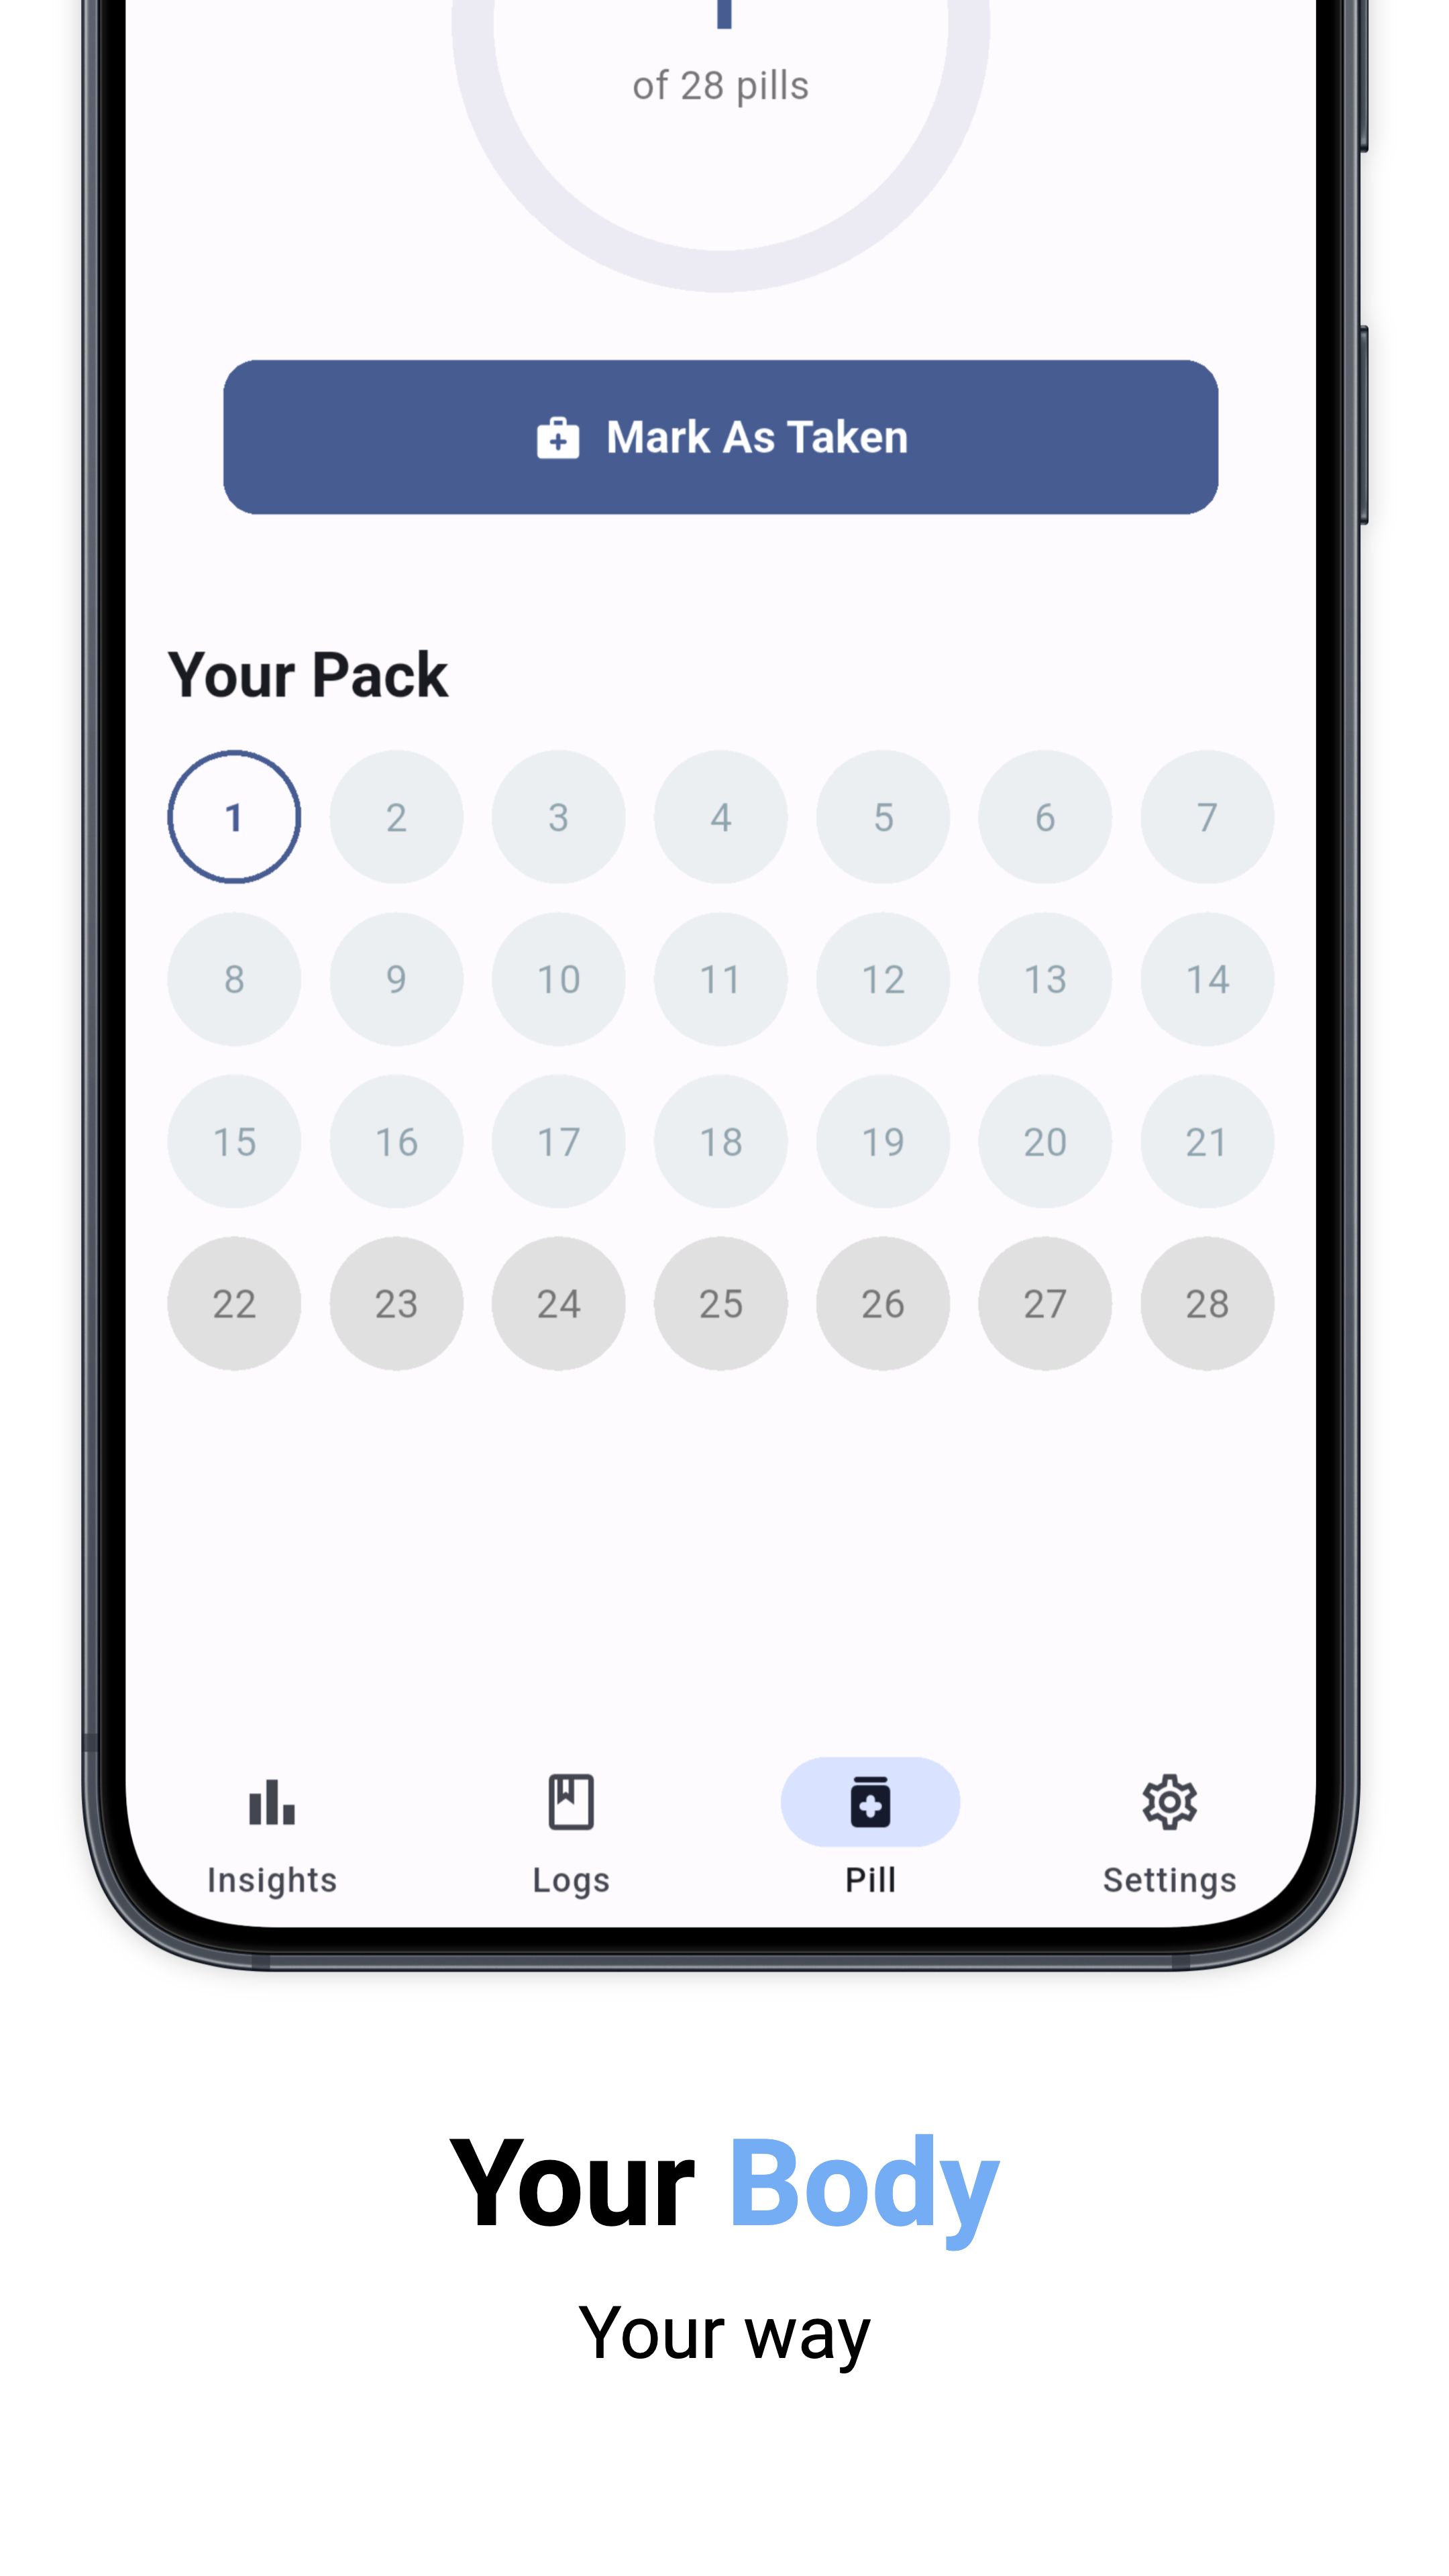 of 28 pills
Mark As Taken
Your Pack
1 2 3 4 5 6 7
8 9 10 11 12 13 14
15 16 17 18 19 20 21
22 23 24 25 26 27 28
Insights Logs Pill Settings
Your Body
Your way